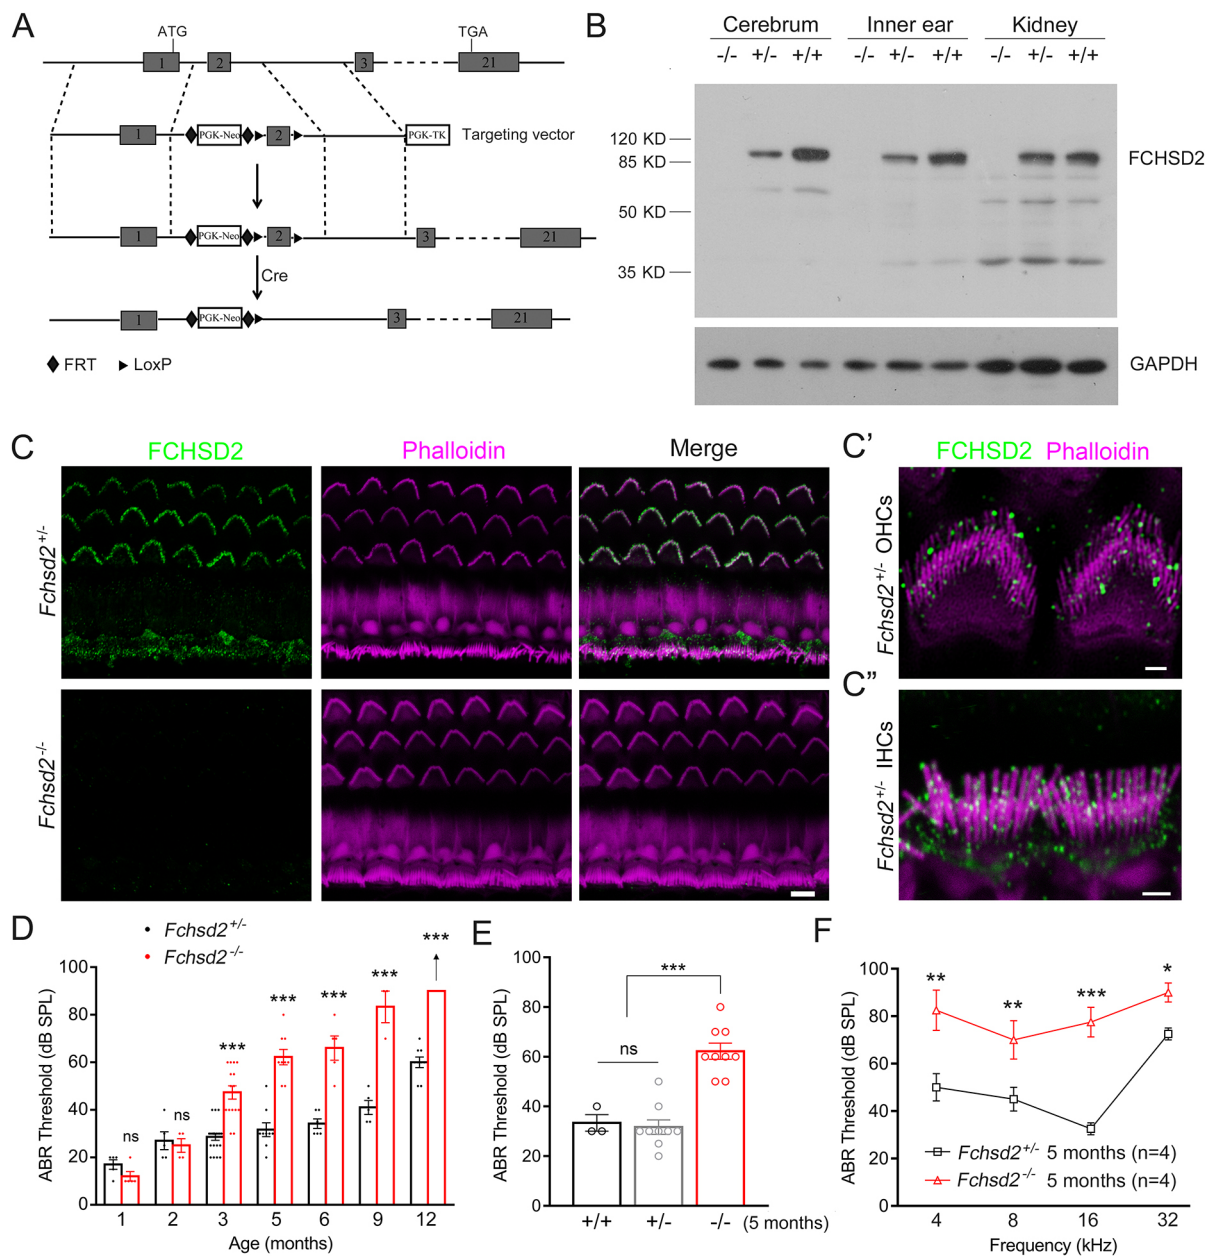 A
ATG
TGA
1
2
3
21
1
PGK-Neo
2
PGK-TK
Targeting vector
1
PGK-Neo
2
3
21
Cre
1
PGK-Neo
3
21
FRT
LoxP
B
Cerebrum
Inner ear
Kidney
-/- +/- +/+ -/- +/- +/+ -/- +/- +/+
120 KD
85 KD
50 KD
35 KD
FCHSD2
GAPDH
C
FCHSD2
Phalloidin
Merge
Fchsd2+/-
Fchsd2-/-
C'
FCHSD2 Phalloidin
Fchsd2+/- OHCs
C"
Fchsd2+/- IHCs
D
Fchsd2+/-
Fchsd2-/-
ABR Threshold (dB SPL)
100
80
60
40
20
0
ns
ns
***
***
***
***
***
1 2 3 5 6 9 12
Age (months)
E
ABR Threshold (dB SPL)
100
80
60
40
20
0
***
ns
+/+ +/- -/- (5 months)
F
ABR Threshold (dB SPL)
100
80
60
40
20
0
**
**
***
*
Fchsd2+/- 5 months (n=4)
Fchsd2-/- 5 months (n=4)
4 8 16 32
Frequency (kHz)